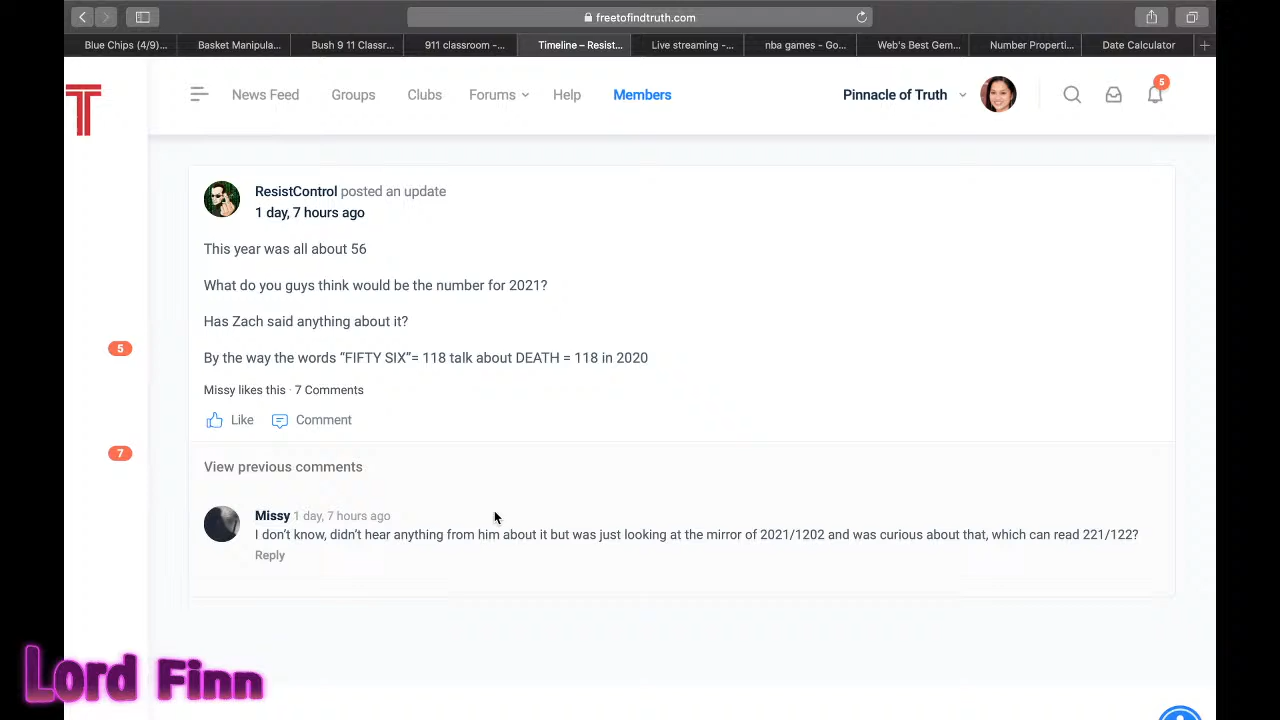 freetofindtruth.com
Blue Chips (4/9)...
Basket Manipula...
Bush 9 11 Classr...
911 classroom -...
Timeline – Resist...
Live streaming -...
nba games - Go...
Web's Best Gem...
Number Properti...
Date Calculator
T
News Feed
Groups
Clubs
Forums
Help
Members
Pinnacle of Truth
5
ResistControl posted an update
1 day, 7 hours ago
This year was all about 56
What do you guys think would be the number for 2021?
Has Zach said anything about it?
5
By the way the words “FIFTY SIX”= 118 talk about DEATH = 118 in 2020
Missy likes this · 7 Comments
Like
Comment
7
View previous comments
Missy 1 day, 7 hours ago
I don’t know, didn’t hear anything from him about it but was just looking at the mirror of 2021/1202 and was curious about that, which can read 221/122?
Reply
Lord Finn